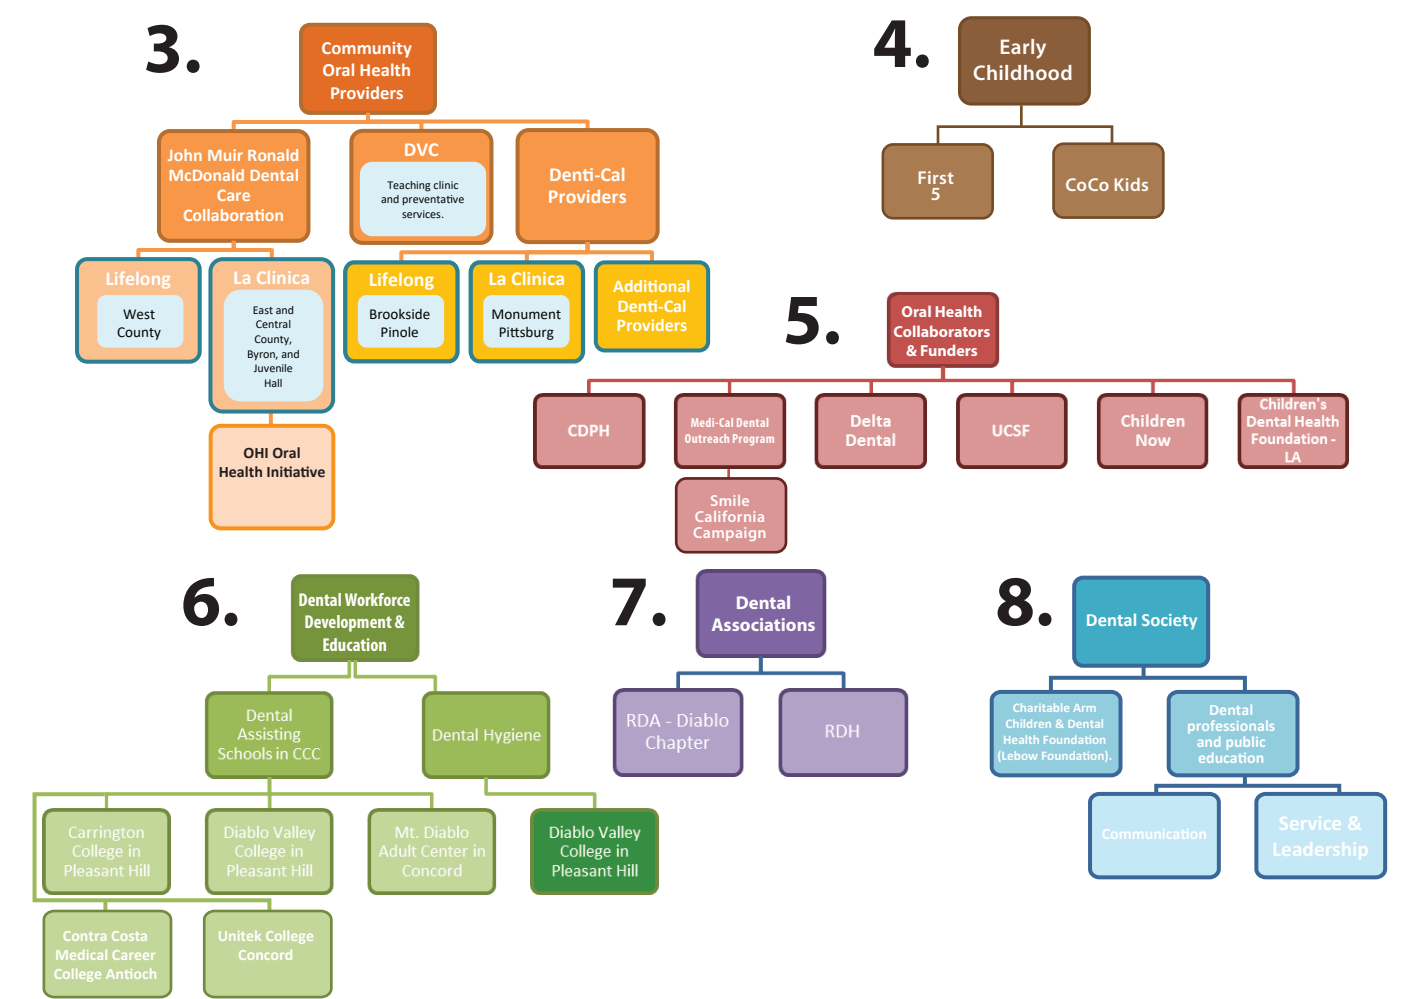 3.
Community
Oral Health
Providers
John Muir Ronald
McDonald Dental
Care
Collaboration
DVC
Teaching clinic
and preventative
services.
Denti-Cal
Providers
Lifelong
West
County
La Clinica
East and
Central
County,
Byron, and
Juvenile
Hall
Lifelong
Brookside
Pinole
La Clinica
Monument
Pittsburg
Additional
Denti-Cal
Providers
OHI Oral
Health Initiative
4.
Early
Childhood
First
5
CoCo Kids
5.
Oral Health
Collaborators
& Funders
CDPH
Medi-Cal Dental
Outreach Program
Delta
Dental
UCSF
Children
Now
Children's
Dental Health
Foundation -
LA
Smile
California
Campaign
6.
Dental Workforce
Development &
Education
Dental
Assisting
Schools in CCC
Dental Hygiene
Carrington
College in
Pleasant Hill
Diablo Valley
College in
Pleasant Hill
Mt. Diablo
Adult Center in
Concord
Diablo Valley
College in
Pleasant Hill
Contra Costa
Medical Career
College Antioch
Unitek College
Concord
7.
Dental
Associations
RDA - Diablo
Chapter
RDH
8.
Dental Society
Charitable Arm
Children & Dental
Health Foundation
(Lebow Foundation).
Dental
professionals
and public
education
Communication
Service &
Leadership